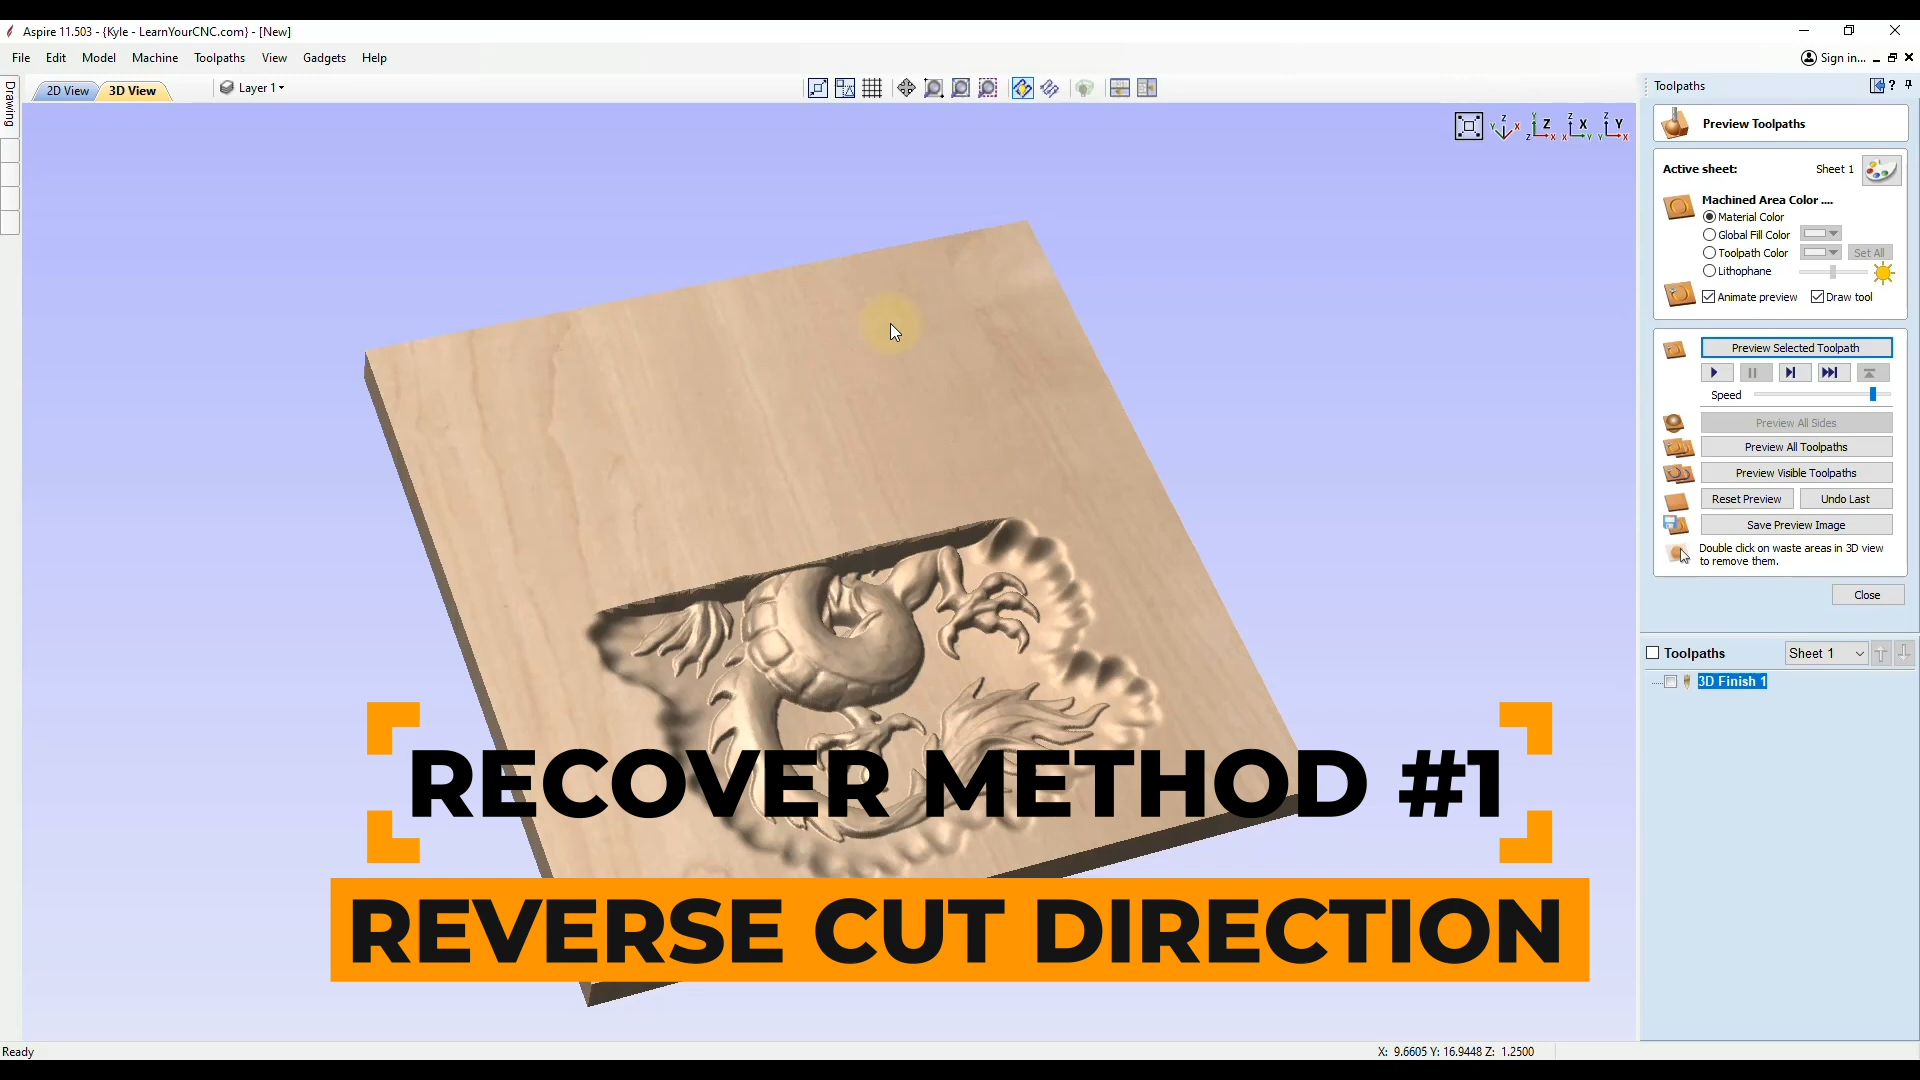 Aspire 11.503 - {Kyle - LearnYourCNC.com} - [New]
File Edit Model Machine Toolpaths View Gadgets Help
Sign in...
Drawing
2D View 3D View Layer 1
Toolpaths
Z Y X
Z X Y
Z X Y
Z Y X
Preview Toolpaths
Active sheet: Sheet 1
Machined Area Color ....
Material Color
Global Fill Color
Toolpath Color Set All
Lithophane
Animate preview Draw tool
Preview Selected Toolpath
Speed
Preview All Sides
Preview All Toolpaths
Preview Visible Toolpaths
Reset Preview Undo Last
Save Preview Image
Double click on waste areas in 3D view
to remove them.
Close
Toolpaths Sheet 1
3D Finish 1
RECOVER METHOD #1
REVERSE CUT DIRECTION
Ready
X: 9.6605 Y: 16.9448 Z: 1.2500